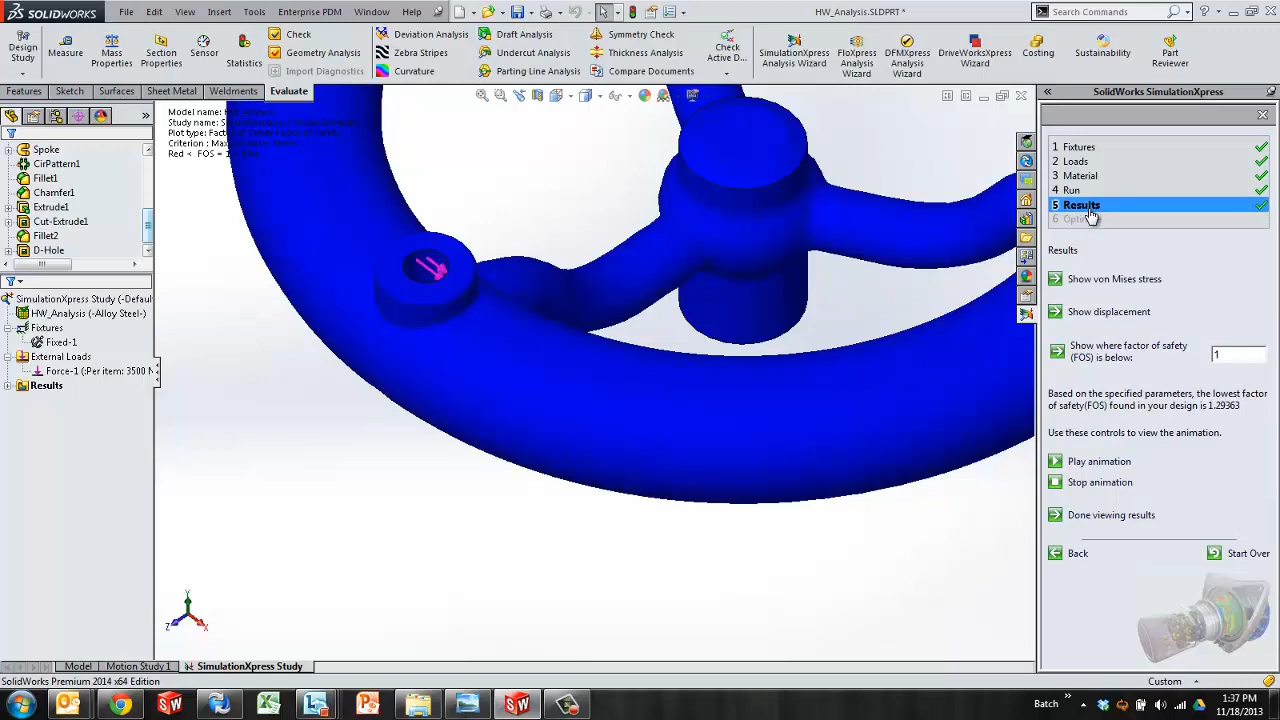 SOLIDWORKS File Edit View Insert Tools Enterprise PDM Window Help HW_Analysis.SLDPRT * Search Commands
Design Study
Measure
Mass Properties
Section Properties
Sensor
Statistics
Check
Geometry Analysis
Import Diagnostics
Deviation Analysis
Zebra Stripes
Curvature
Draft Analysis
Undercut Analysis
Parting Line Analysis
Symmetry Check
Thickness Analysis
Compare Documents
Check Active D...
SimulationXpress Analysis Wizard
FloXpress Analysis Wizard
DFMXpress Analysis Wizard
DriveWorksXpress Wizard
Costing
Sustainability
Part Reviewer
Features Sketch Surfaces Sheet Metal Weldments Evaluate
Spoke
CirPattern1
Fillet1
Chamfer1
Extrude1
Cut-Extrude1
Fillet2
D-Hole
SimulationXpress Study (-Default
HW_Analysis (-Alloy Steel-)
Fixtures
Fixed-1
External Loads
Force-1 (:Per item: 3500 N
Results
Model name:
Study name:
Plot type: Factor of Safety Factor of Safety
Criterion :
Red < FOS = 1
Y
Z
X
SolidWorks SimulationXpress
1 Fixtures
2 Loads
3 Material
4 Run
5 Results
6
Results
Show von Mises stress
Show displacement
Show where factor of safety
(FOS) is below:
1
Based on the specified parameters, the lowest factor
of safety(FOS) found in your design is 1.29363
Use these controls to view the animation.
Play animation
Stop animation
Done viewing results
Back Start Over
Model Motion Study 1 SimulationXpress Study
SolidWorks Premium 2014 x64 Edition Custom
Batch
1:37 PM
11/18/2013